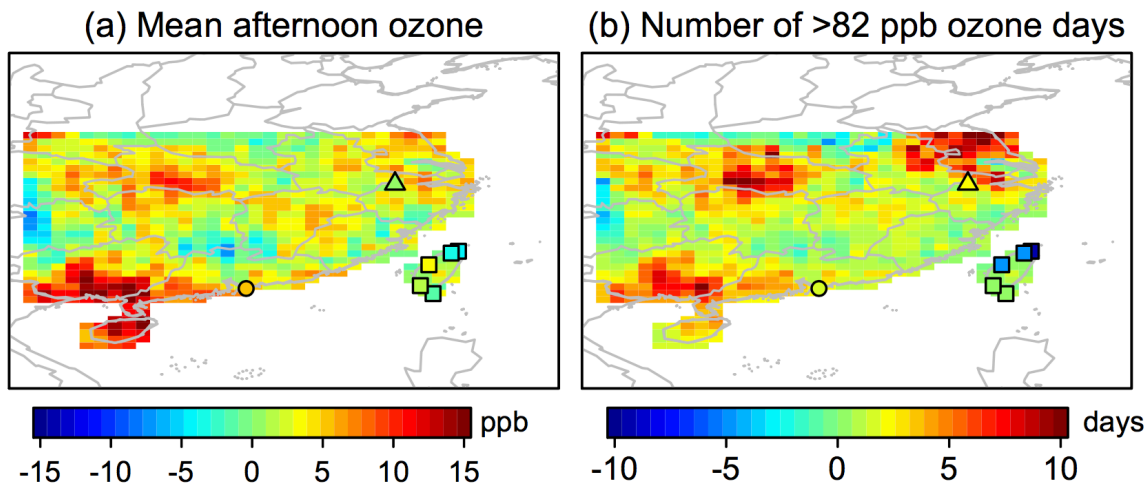 (a) Mean afternoon ozone
(b) Number of >82 ppb ozone days
ppb
-15 -10 -5 0 5 10 15
days
-10 -5 0 5 10